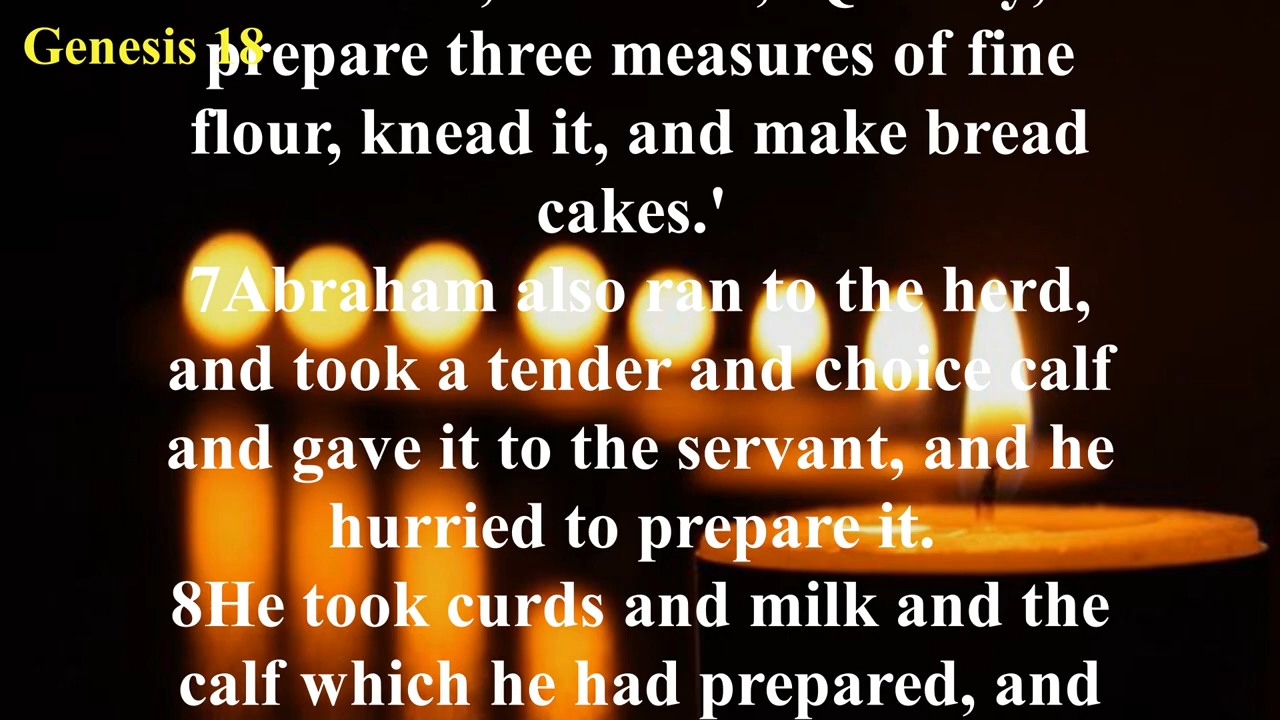 Genesis 18
prepare three measures of fine
flour, knead it, and make bread
cakes.'
7Abraham also ran to the herd,
and took a tender and choice calf
and gave it to the servant, and he
hurried to prepare it.
8He took curds and milk and the
calf which he had prepared, and